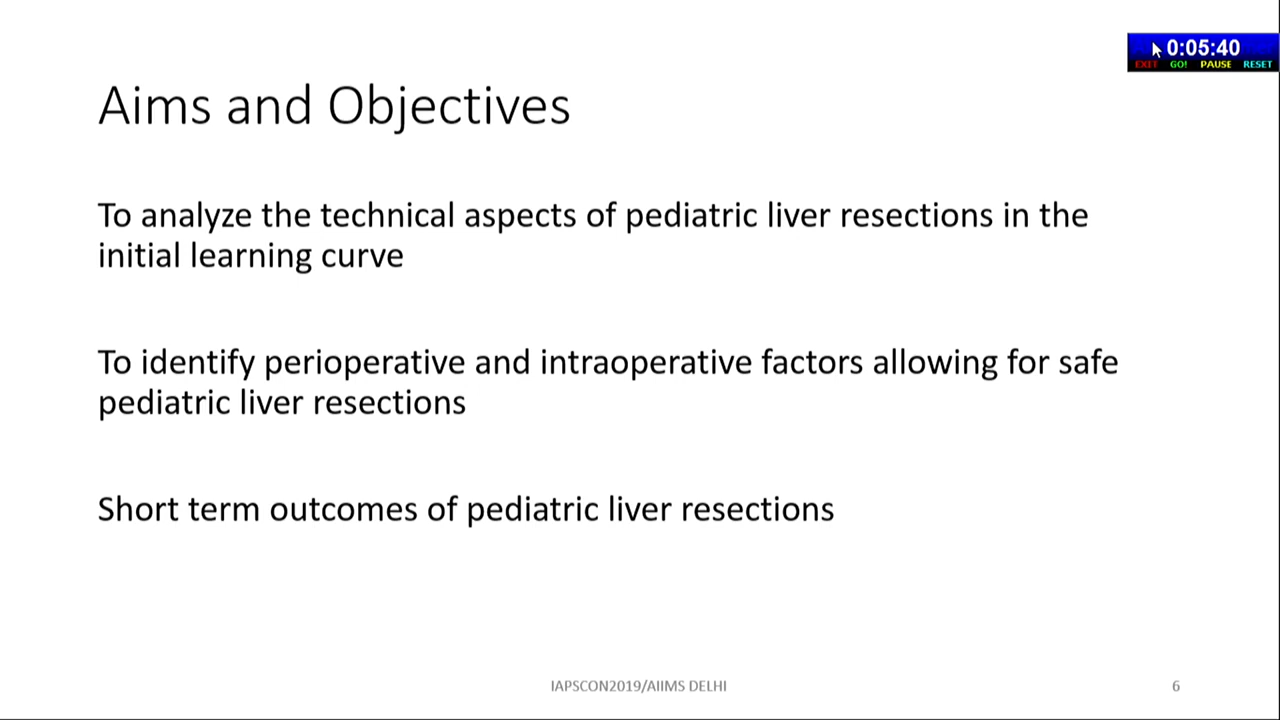 0:05:40
EXIT GO! PAUSE RESET
Aims and Objectives
To analyze the technical aspects of pediatric liver resections in the
initial learning curve
To identify perioperative and intraoperative factors allowing for safe
pediatric liver resections
Short term outcomes of pediatric liver resections
IAPSCON2019/AIIMS DELHI
6